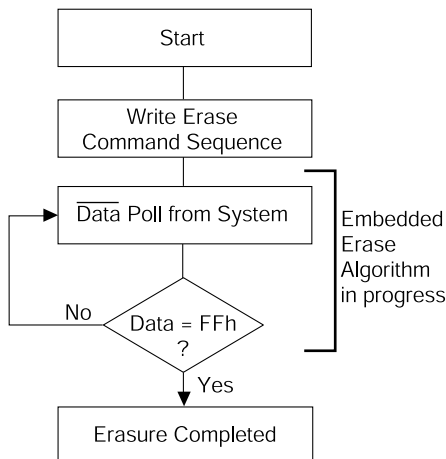 Start
Write Erase
Command Sequence
Data Poll from System
Embedded
Erase
Algorithm
in progress
No
Data = FFh
?
Yes
Erasure Completed